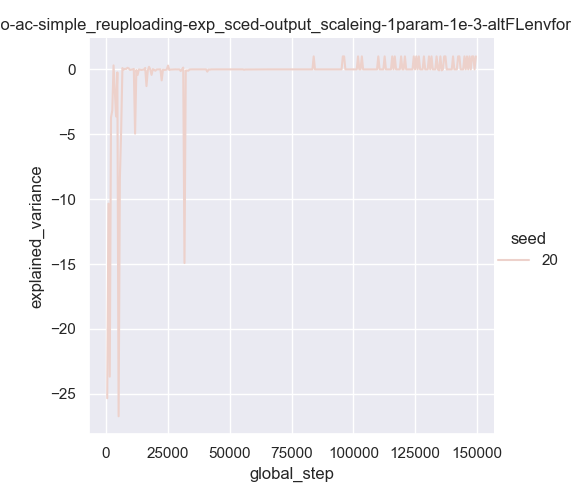 o-ac-simple_reuploading-exp_sced-output_scaleing-1param-1e-3-altFLenvfor
0
−5
−10
−15
−20
−25
explained_variance
0 25000 50000 75000 100000 125000 150000
global_step
seed
20